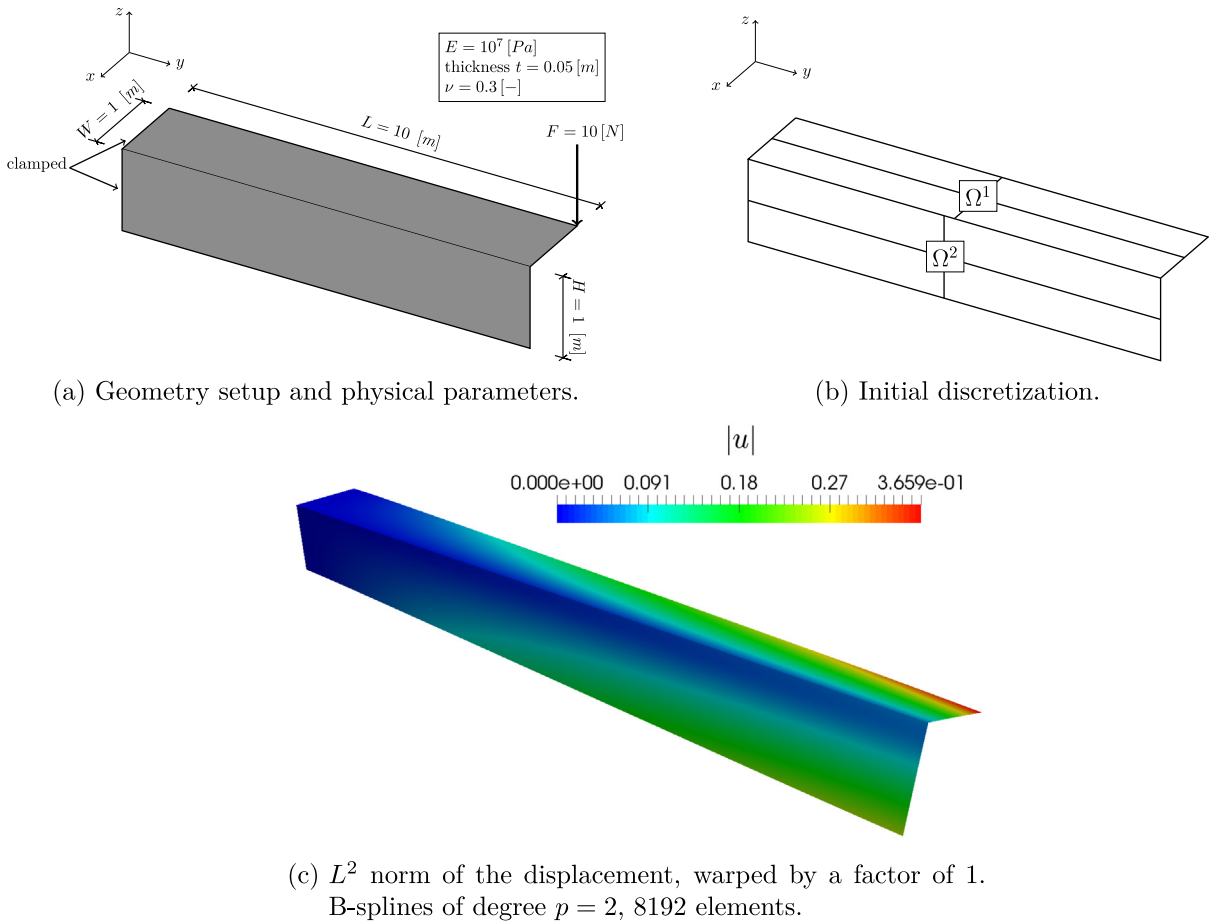 z
y
x
E = 10^7 [Pa]
thickness t = 0.05 [m]
ν = 0.3 [−]
W = 1 [m]
L = 10 [m]
F = 10 [N]
clamped
H = 1 [m]
(a) Geometry setup and physical parameters.
z
y
x
Ω^1
Ω^2
(b) Initial discretization.
|u|
0.000e+00 0.091 0.18 0.27 3.659e-01
(c) L^2 norm of the displacement, warped by a factor of 1.
B-splines of degree p = 2, 8192 elements.